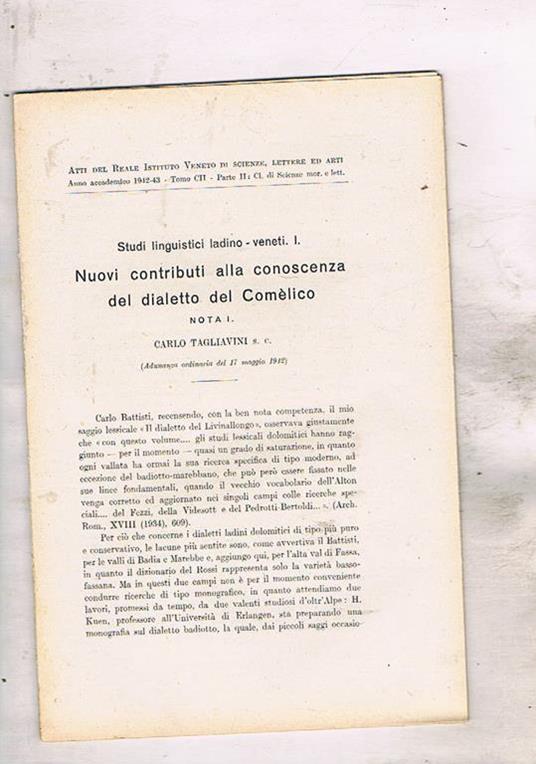 ATTI DEL REALE ISTITUTO VENETO DI SCIENZE, LETTERE ED ARTI
Anno accademico 1942-43 - Tomo CII - Parte II: Cl. di Scienze mor. e lett.
Studi linguistici ladino - veneti. I.
Nuovi contributi alla conoscenza
del dialetto del Comèlico
NOTA I.
CARLO TAGLIAVINI s. c.
(Adunanza ordinaria del 17 maggio 1942)
Carlo Battisti, recensendo, con la ben nota competenza, il mio
saggio lessicale «Il dialetto del Livinallongo», osservava giustamente
che «con questo volume.... gli studi lessicali dolomitici hanno rag-
giunto — per il momento — quasi un grado di saturazione, in quanto
ogni vallata ha ormai la sua ricerca specifica di tipo moderno, ad
eccezione del badiotto-marebbano, che può però essere fissato nelle
sue linee fondamentali, quando il vecchio vocabolario dell'Alton
venga corretto ed aggiornato nei singoli campi colle ricerche spe-
ciali.... del Fezzi, della Videsott e del Pedrotti-Bertoldi... ». (Arch.
Rom., XVIII (1934), 609).
Per ciò che concerne i dialetti ladini dolomitici di tipo più puro
e conservativo, le lacune più sentite sono, come avvertiva il Battisti,
per le valli di Badia e Marebbe e, aggiungo qui, per l'alta val di Fassa,
in quanto il dizionario del Rossi rappresenta solo la varietà basso-
fassana. Ma in questi due campi non è per il momento conveniente
condurre ricerche di tipo monografico, in quanto attendiamo due
lavori, promessi da tempo, da due valenti studiosi d'oltr'Alpe: H.
Kuen, professore all'Università di Erlangen, sta preparando una
monografia sul dialetto badiotto, la quale, dai piccoli saggi occasio-